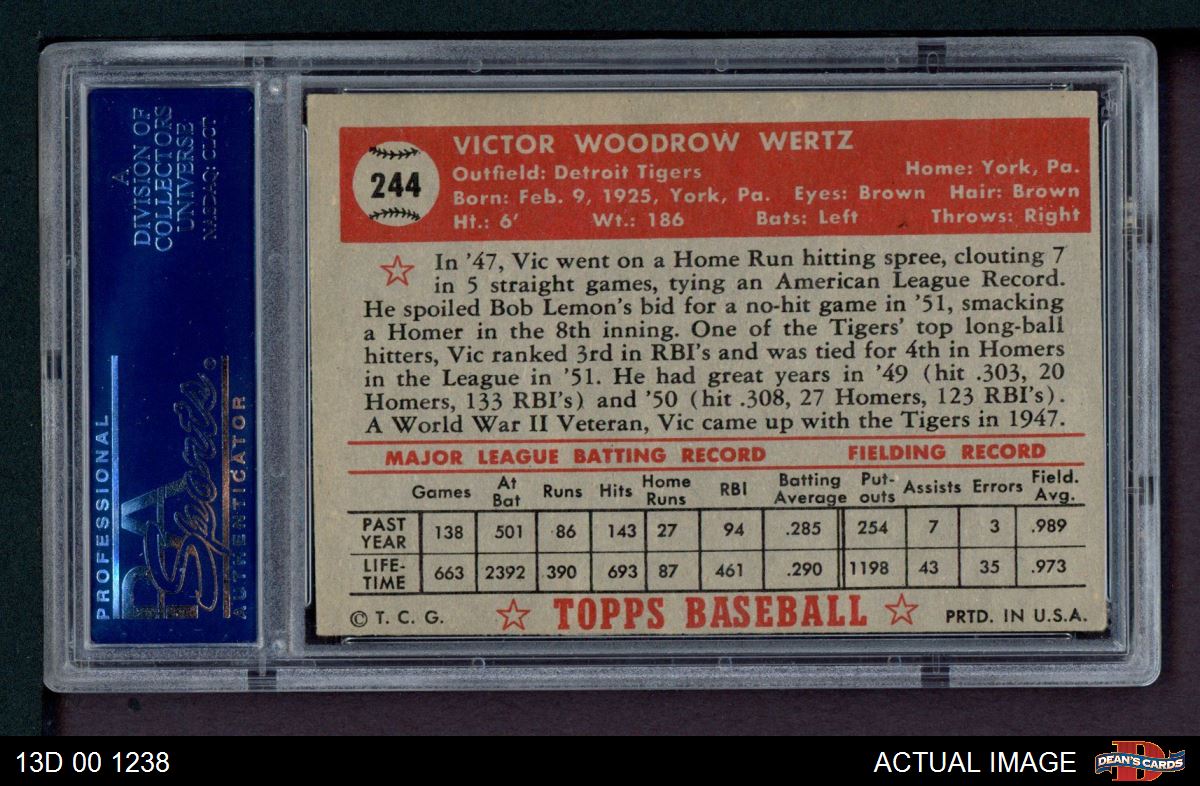 A
DIVISION OF
COLLECTORS
UNIVERSE
NASDAQ: CLCT
PROFESSIONAL
PSA
Sports
AUTHENTICATOR
244
VICTOR WOODROW WERTZ
Outfield: Detroit Tigers Home: York, Pa.
Born: Feb. 9, 1925, York, Pa. Eyes: Brown Hair: Brown
Ht.: 6' Wt.: 186 Bats: Left Throws: Right
In '47, Vic went on a Home Run hitting spree, clouting 7
in 5 straight games, tying an American League Record.
He spoiled Bob Lemon's bid for a no-hit game in '51, smacking
a Homer in the 8th inning. One of the Tigers' top long-ball
hitters, Vic ranked 3rd in RBI's and was tied for 4th in Homers
in the League in '51. He had great years in '49 (hit .303, 20
Homers, 133 RBI's) and '50 (hit .308, 27 Homers, 123 RBI's).
A World War II Veteran, Vic came up with the Tigers in 1947.
MAJOR LEAGUE BATTING RECORD FIELDING RECORD
Games At Bat Runs Hits Home Runs RBI Batting Average Put-outs Assists Errors Field. Avg.
PAST YEAR 138 501 86 143 27 94 .285 254 7 3 .989
LIFE-TIME 663 2392 390 693 87 461 .290 1198 43 35 .973
© T. C. G. TOPPS BASEBALL PRTD. IN U.S.A.
13D 00 1238 ACTUAL IMAGE D DEAN'S CARDS